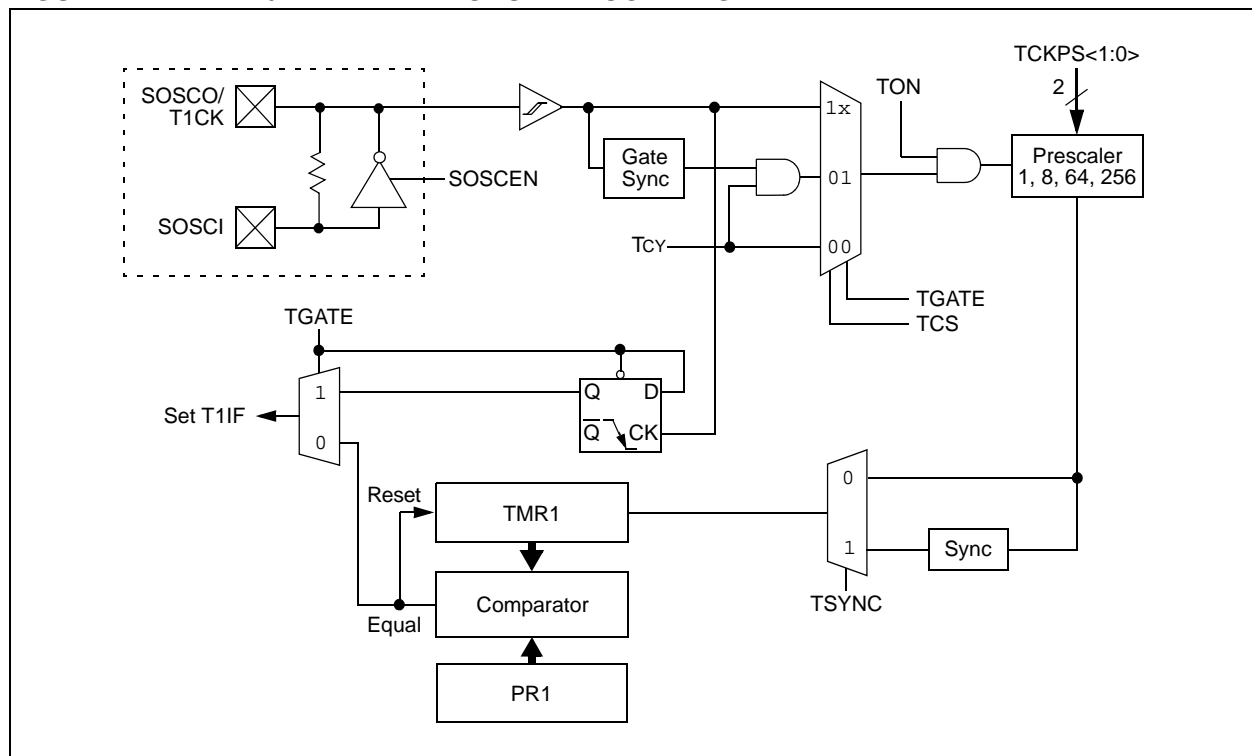 TCKPS<1:0>
2
SOSCO/
T1CK
TON
1x
Gate
Sync
Prescaler
1, 8, 64, 256
SOSCEN
01
SOSCI
TCY
00
TGATE
TCS
TGATE
1
Q
D
Set T1IF
Q
CK
0
Reset
TMR1
0
1
Sync
Comparator
TSYNC
Equal
PR1